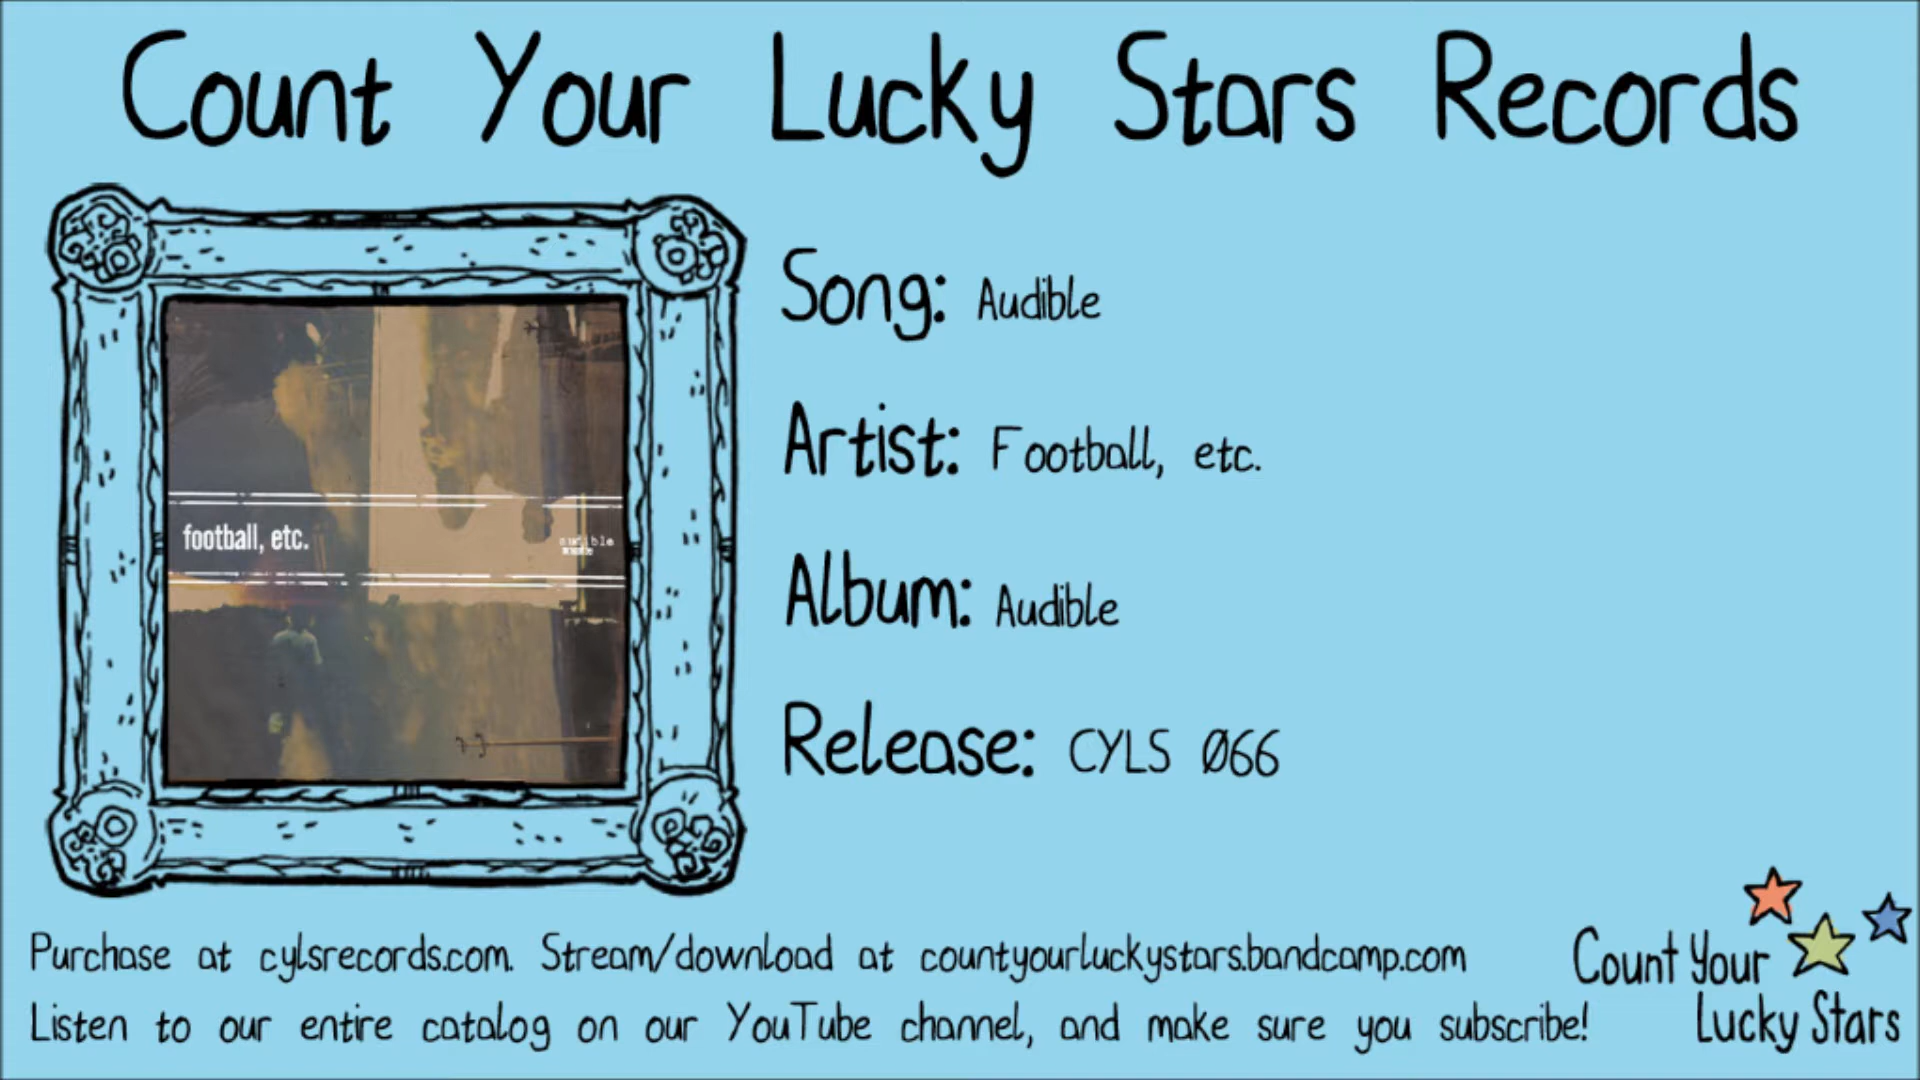 Count Your Lucky Stars Records
Song: Audible
Artist: Football, etc.
Album: Audible
Release: CYLS Ø66
football, etc.
audible
Purchase at cylsrecords.com. Stream/download at countyourluckystars.bandcamp.com
Listen to our entire catalog on our YouTube channel, and make sure you subscribe!
Count Your
Lucky Stars